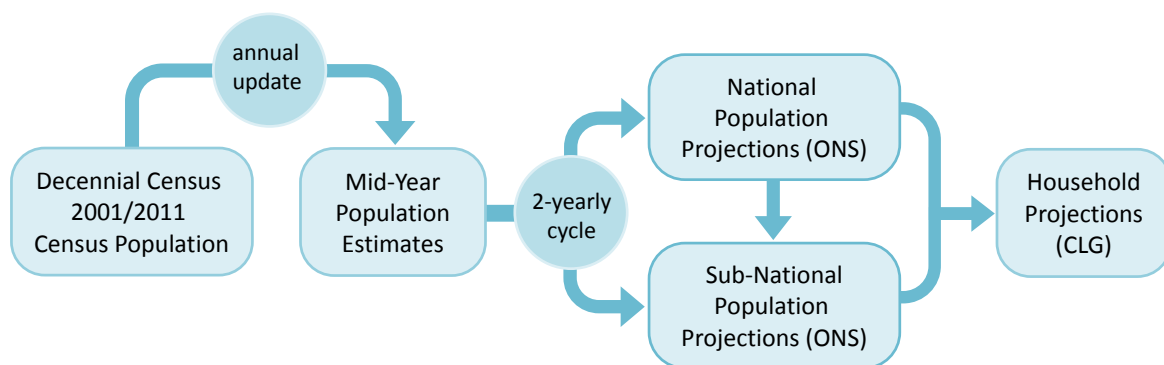 annual
update
Decennial Census
2001/2011
Census Population
Mid-Year
Population
Estimates
2-yearly
cycle
National
Population
Projections (ONS)
Sub-National
Population
Projections (ONS)
Household
Projections
(CLG)